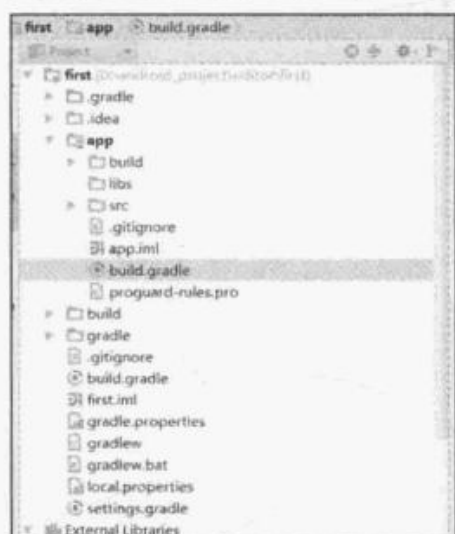 first app build.gradle
Project
first
.gradle
.idea
app
build
libs
src
.gitignore
app.iml
build.gradle
proguard-rules.pro
build
gradle
.gitignore
build.gradle
first.iml
gradle.properties
gradlew
gradlew.bat
local.properties
settings.gradle
External Libraries